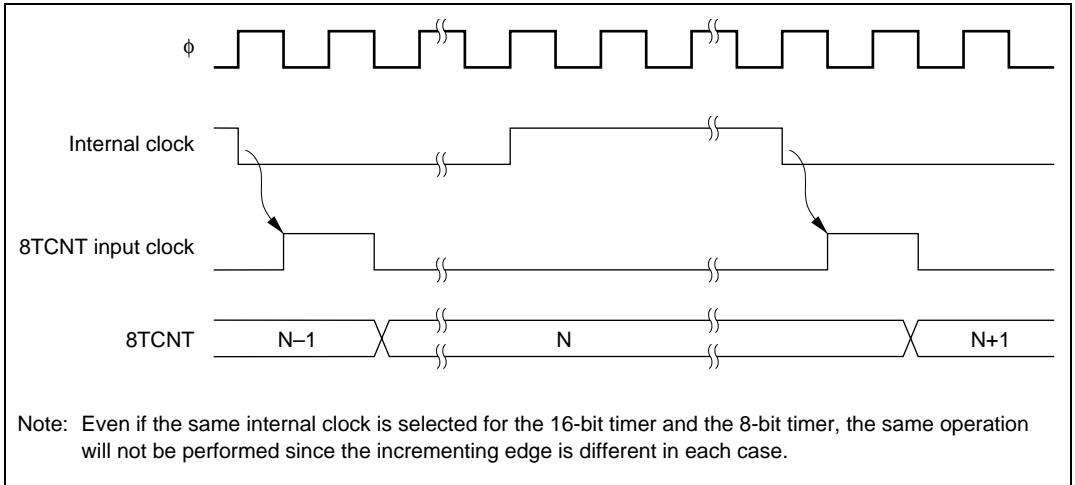 ϕ
Internal clock
8TCNT input clock
8TCNT
N–1
N
N+1
Note: Even if the same internal clock is selected for the 16-bit timer and the 8-bit timer, the same operation
will not be performed since the incrementing edge is different in each case.